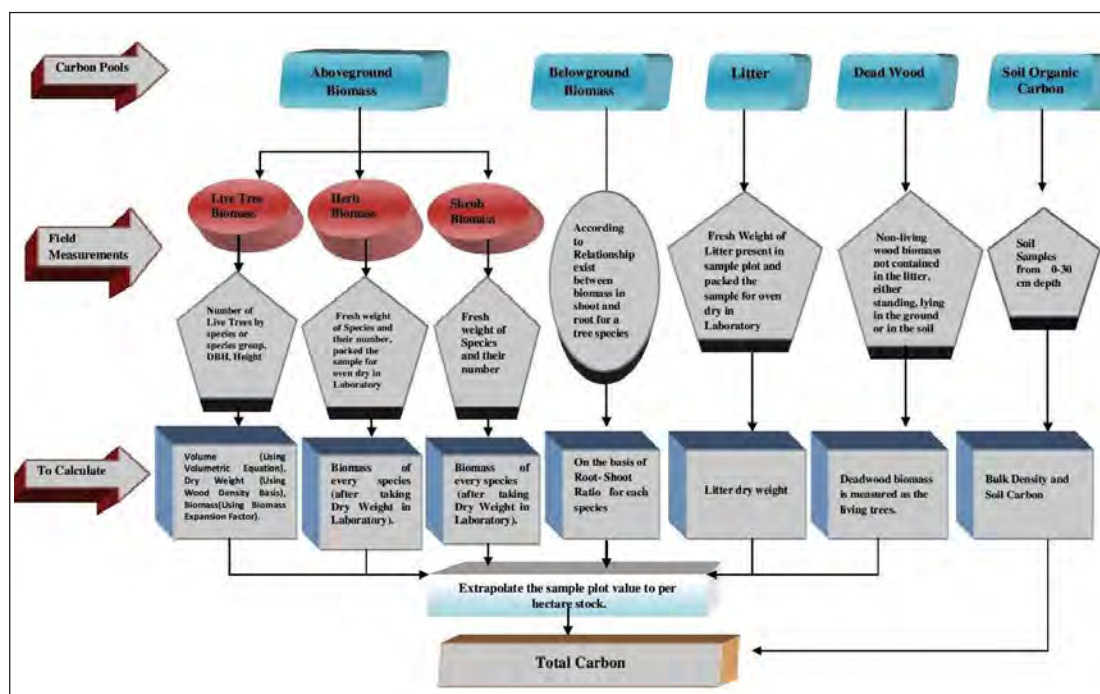 Carbon Pools
Aboveground
Biomass
Belowground
Biomass
Litter
Dead Wood
Soil Organic
Carbon
Field
Measurements
Live Tree
Biomass
Herb
Biomass
Shrub
Biomass
Number of
Live Trees by
species or
species group,
DBH, Height
Fresh weight
of Species and
their number,
packed the
sample for
oven dry in
Laboratory
Fresh
weight of
Species
and their
number
According
to
Relationship
exist
between
biomass in
shoot and
root for a
tree species
Fresh Weight of
Litter present in
sample plot and
packed the
sample for oven
dry in
Laboratory
Non-living
wood biomass
not contained
in the litter,
either
standing, lying
in the ground
or in the soil
Soil
Samples
from 0-30
cm depth
To Calculate
Volume (Using
Volumetric Equation),
Dry Weight (Using
Wood Density Basis),
Biomass(Using Biomass
Expansion Factor).
Biomass of
every species
(after taking
Dry Weight in
Laboratory).
Biomass of
every species
(after taking
Dry Weight in
Laboratory).
On the basis of
Root- Shoot
Ratio for each
species
Litter dry weight
Deadwood biomass
is measured as the
living trees.
Bulk Density and
Soil Carbon
Extrapolate the sample plot value to per
hectare stock.
Total Carbon